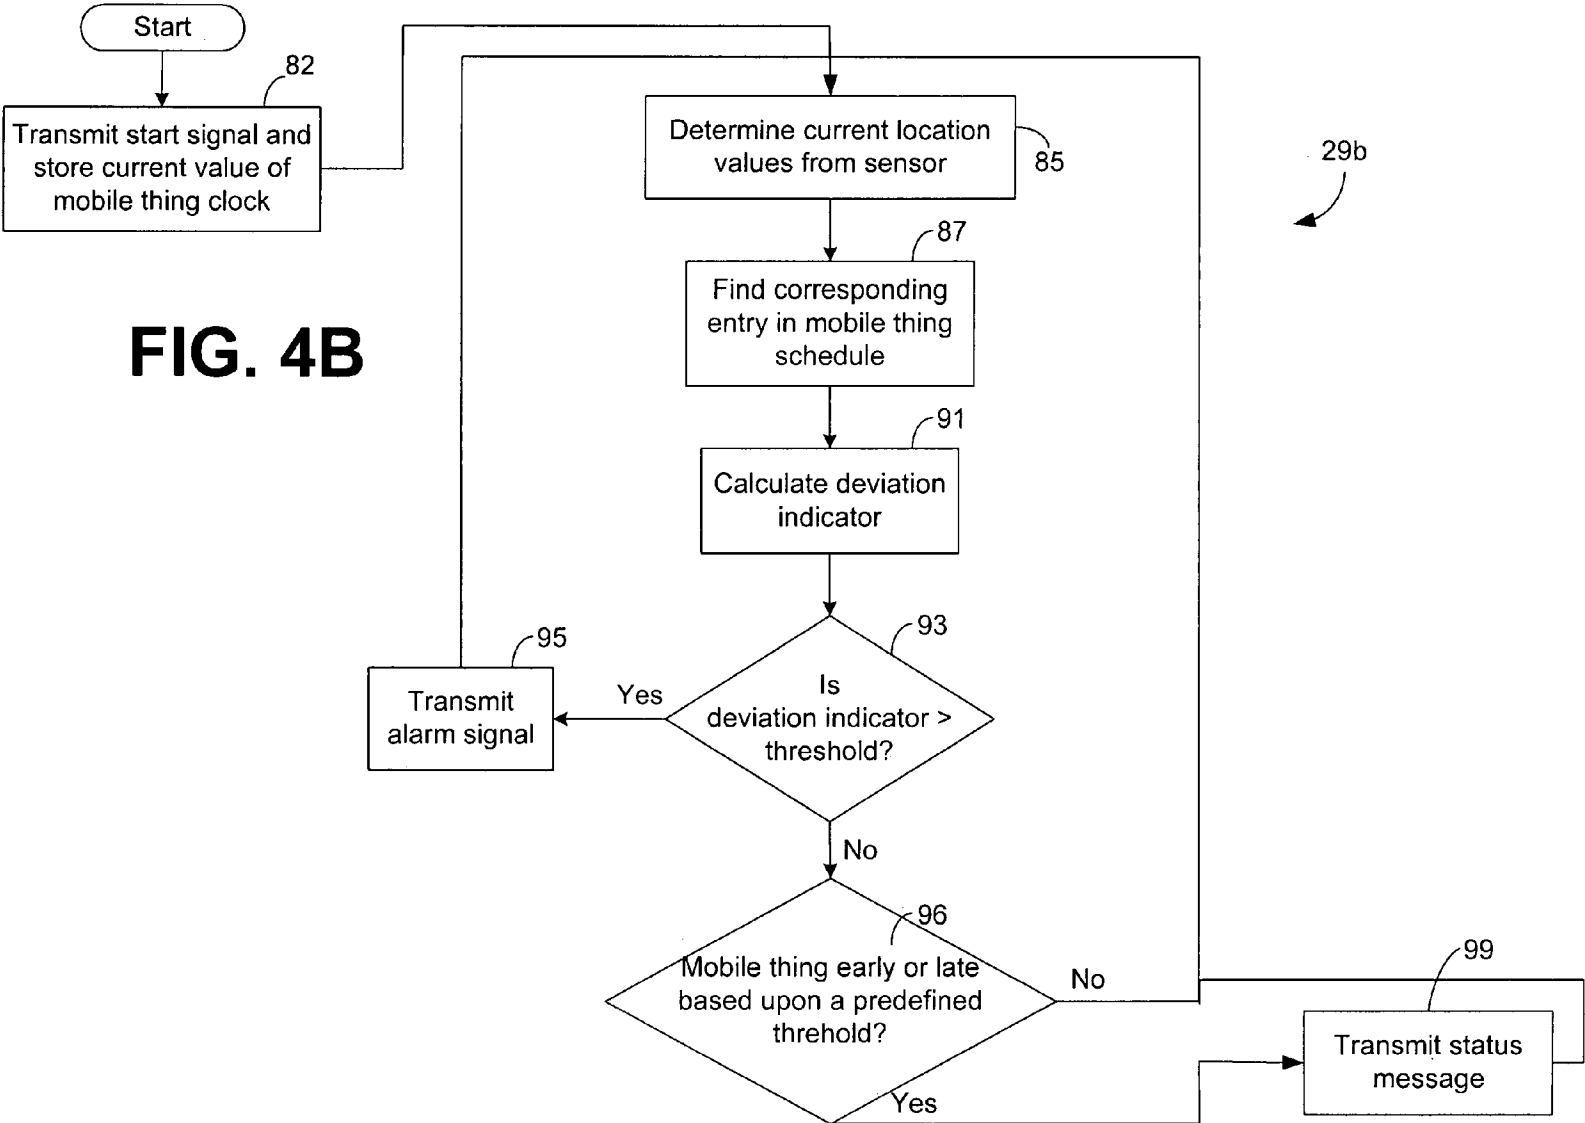 Start
82
Transmit start signal and
store current value of
mobile thing clock
Determine current location
values from sensor
85
29b
87
Find corresponding
entry in mobile thing
schedule
FIG. 4B
91
Calculate deviation
indicator
93
Is
deviation indicator >
threshold?
Yes
95
Transmit
alarm signal
No
96
Mobile thing early or late
based upon a predefined
threhold?
No
Yes
99
Transmit status
message